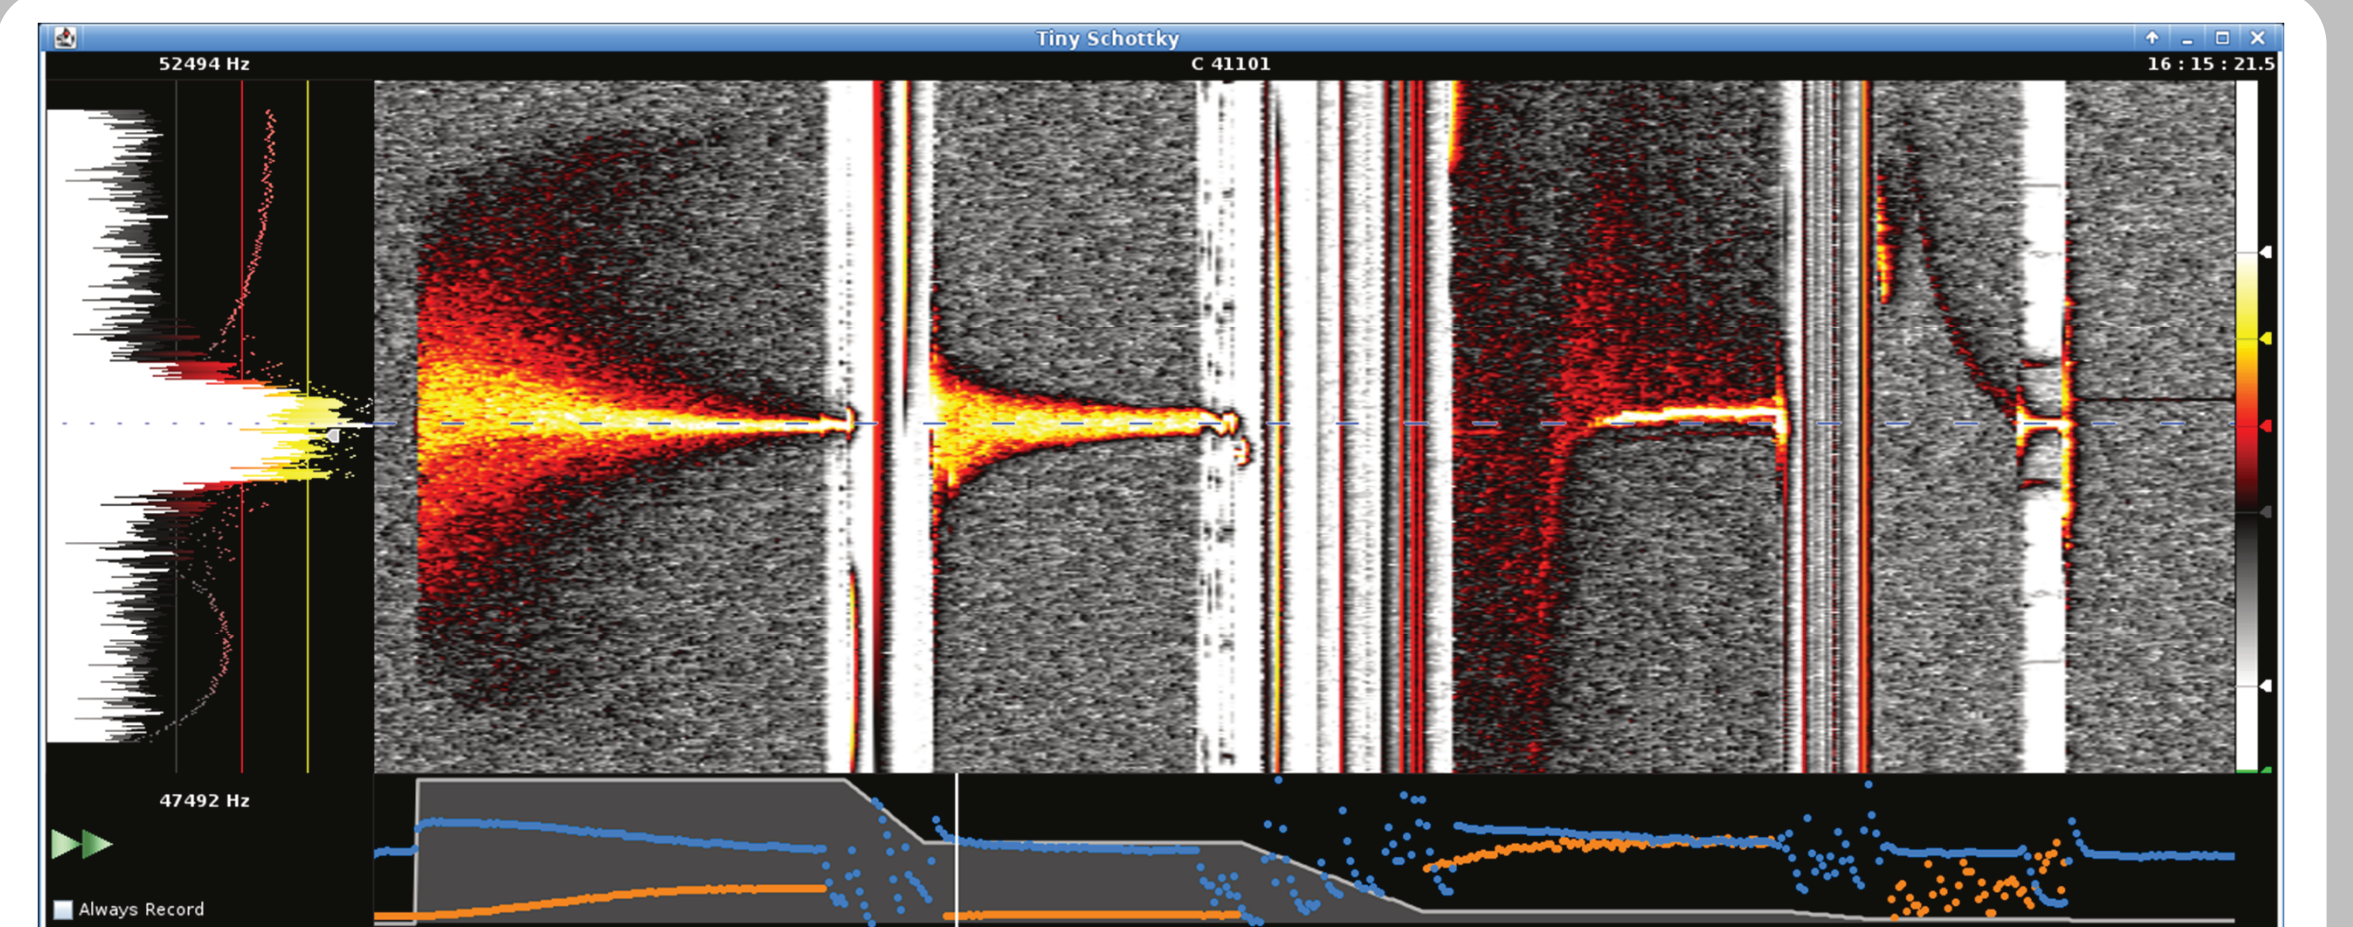 Tiny Schottky
52494 Hz
C 41101
16 : 15 : 21.5
47492 Hz
Always Record